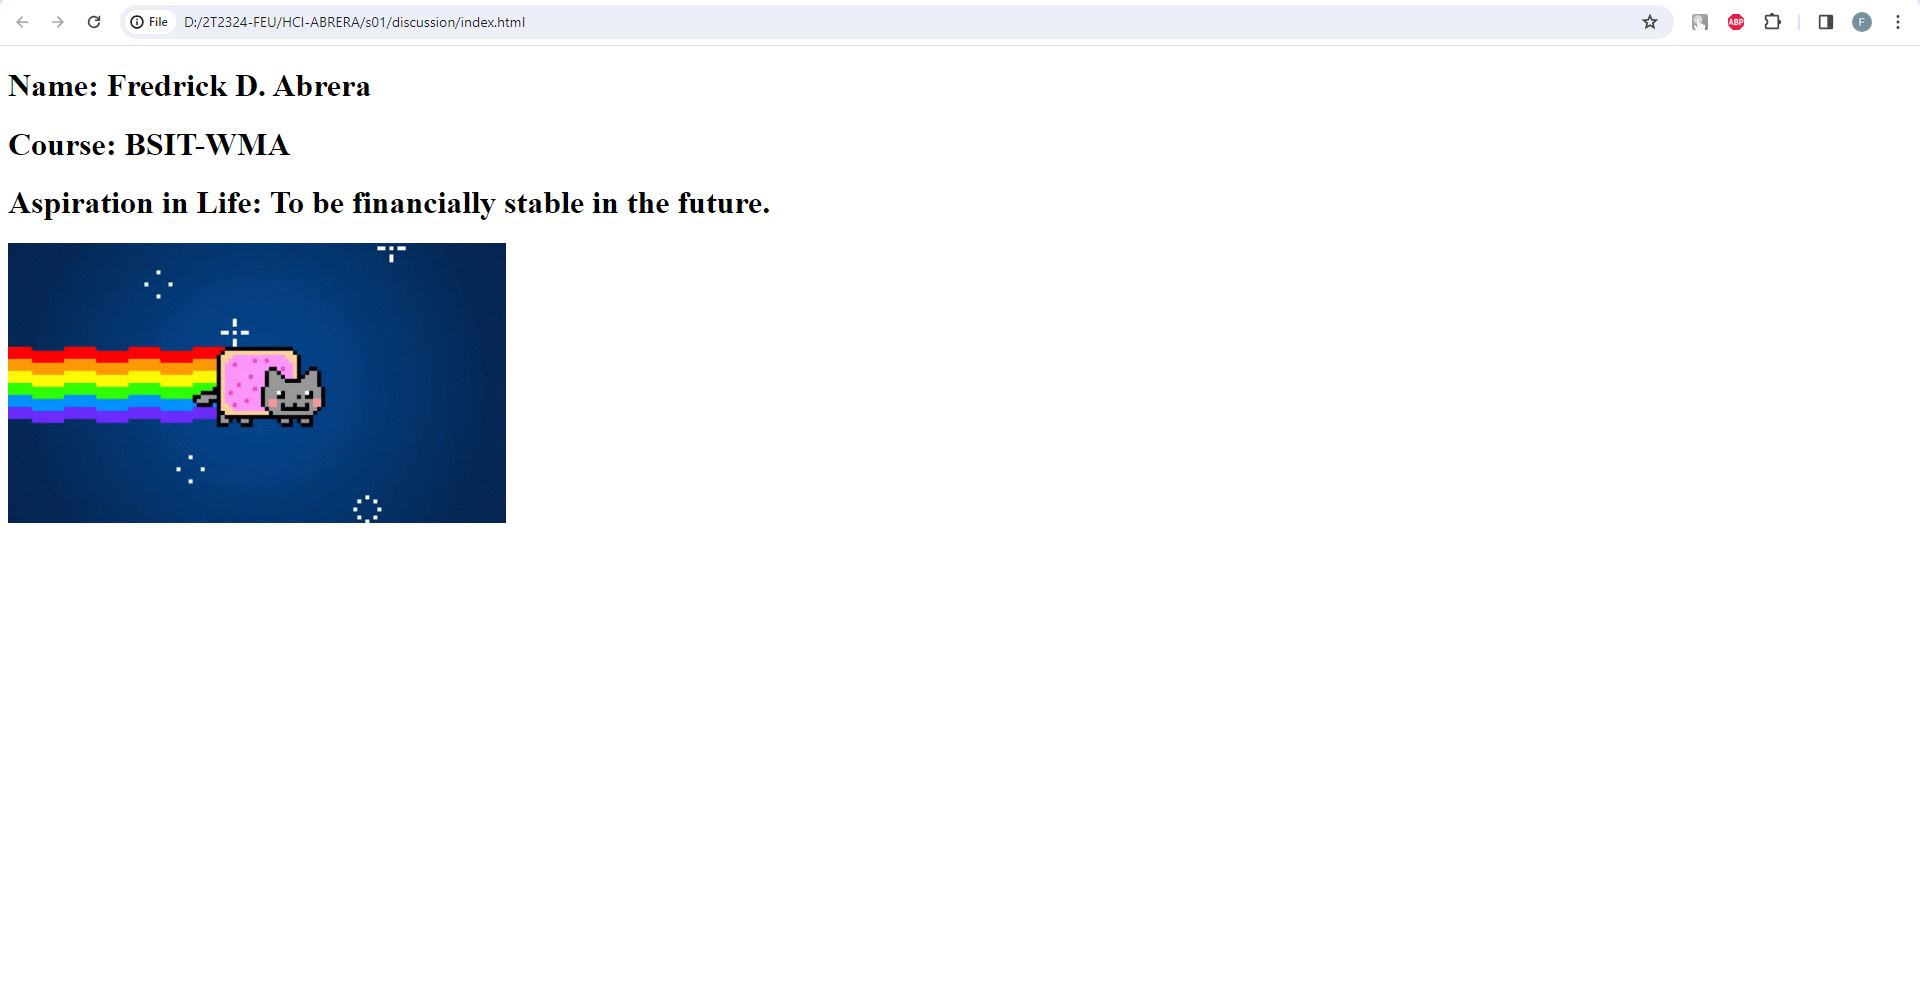 File D:/2T2324-FEU/HCI-ABRERA/s01/discussion/index.html ABP F
Name: Fredrick D. Abrera
Course: BSIT-WMA
Aspiration in Life: To be financially stable in the future.